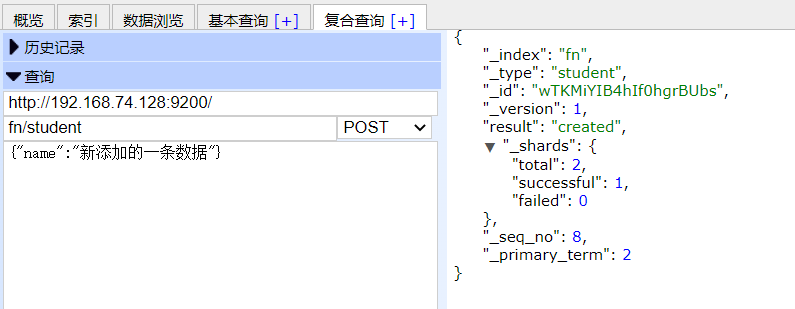 概览 索引 数据浏览 基本查询 [+] 复合查询 [+]
历史记录
查询
http://192.168.74.128:9200/
fn/student POST
{"name":"新添加的一条数据"}
{
"_index": "fn",
"_type": "student",
"_id": "wTKMiYIB4hIf0hgrBUbs",
"_version": 1,
"result": "created",
▼ "_shards": {
"total": 2,
"successful": 1,
"failed": 0
},
"_seq_no": 8,
"_primary_term": 2
}